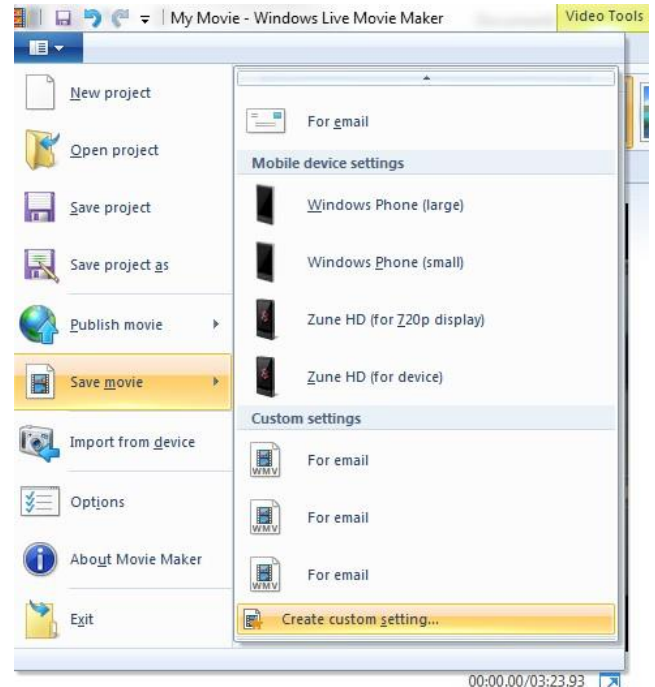 My Movie - Windows Live Movie Maker
Video Tools
New project
Open project
Save project
Save project as
Publish movie
Save movie
Import from device
Options
About Movie Maker
Exit
For email
Mobile device settings
Windows Phone (large)
Windows Phone (small)
Zune HD (for 720p display)
Zune HD (for device)
Custom settings
WMV For email
WMV For email
WMV For email
Create custom setting...
00:00.00/03:23.93